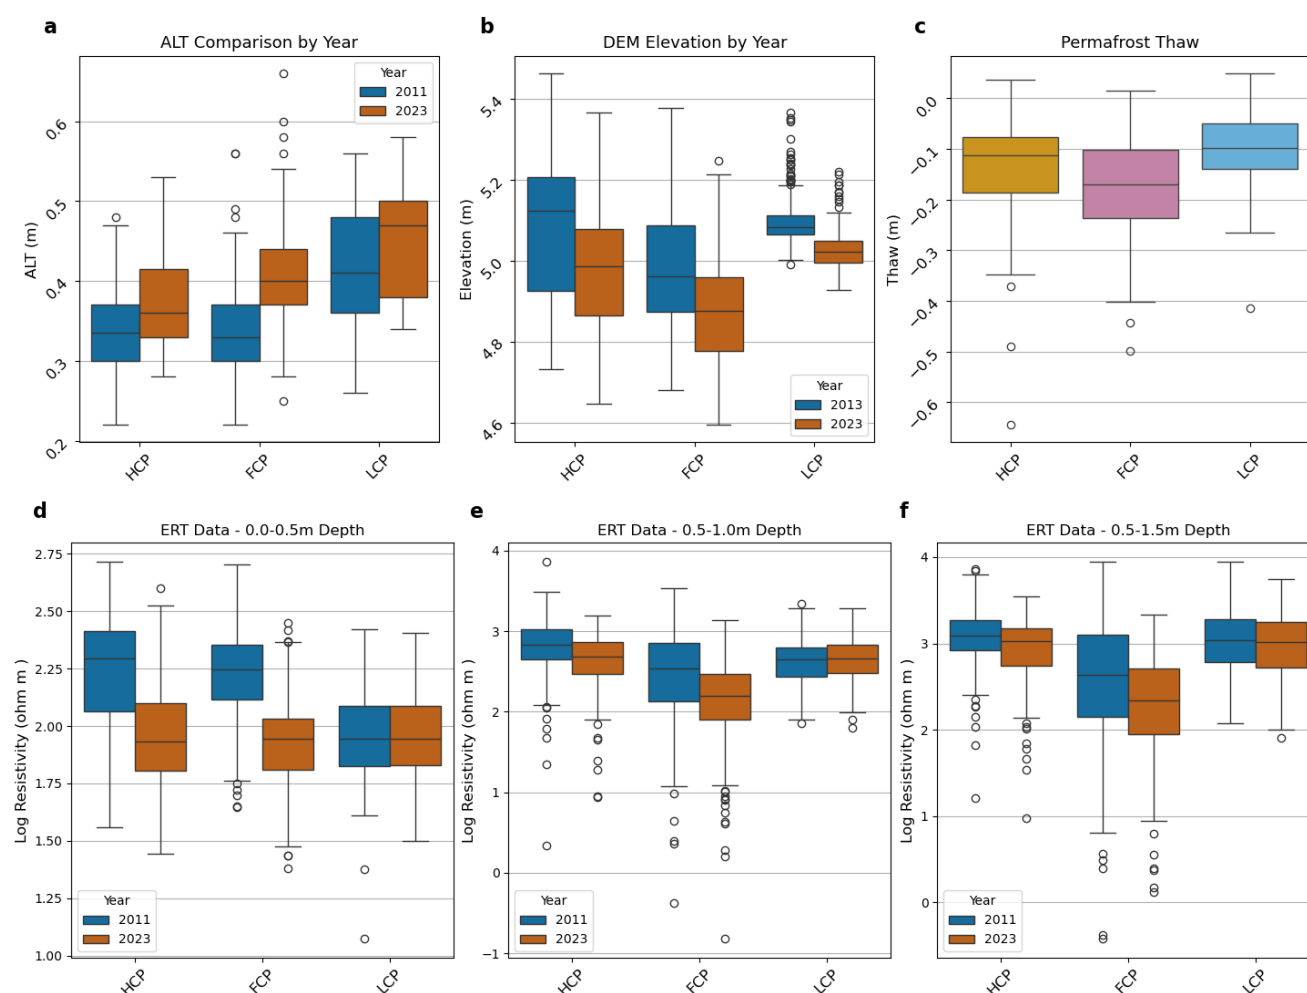 a
ALT Comparison by Year
ALT (m)
0.6
0.5
0.4
0.3
0.2
HCP
FCP
LCP
Year
2011
2023
b
DEM Elevation by Year
Elevation (m)
5.4
5.2
5.0
4.8
4.6
HCP
FCP
LCP
Year
2013
2023
c
Permafrost Thaw
Thaw (m)
0.0
−0.1
−0.2
−0.3
−0.4
−0.5
−0.6
HCP
FCP
LCP
d
ERT Data - 0.0-0.5m Depth
Log Resistivity (ohm m )
2.75
2.50
2.25
2.00
1.75
1.50
1.25
1.00
HCP
FCP
LCP
Year
2011
2023
e
ERT Data - 0.5-1.0m Depth
Log Resistivity (ohm m )
4
3
2
1
0
−1
HCP
FCP
LCP
Year
2011
2023
f
ERT Data - 0.5-1.5m Depth
Log Resistivity (ohm m )
4
3
2
1
0
HCP
FCP
LCP
Year
2011
2023